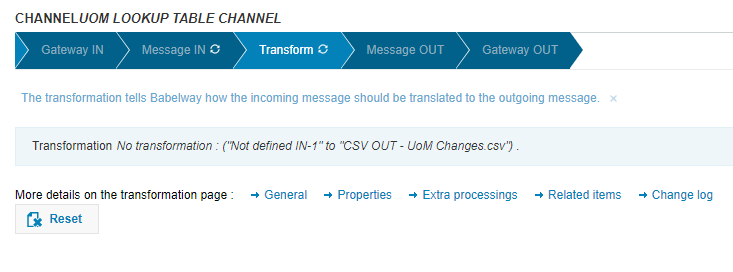 CHANNELUOM LOOKUP TABLE CHANNEL
Gateway IN Message IN Transform Message OUT Gateway OUT
The transformation tells Babelway how the incoming message should be translated to the outgoing message. ×
Transformation No transformation : ("Not defined IN-1" to "CSV OUT - UoM Changes.csv") .
More details on the transformation page : → General → Properties → Extra processings → Related items → Change log
Reset